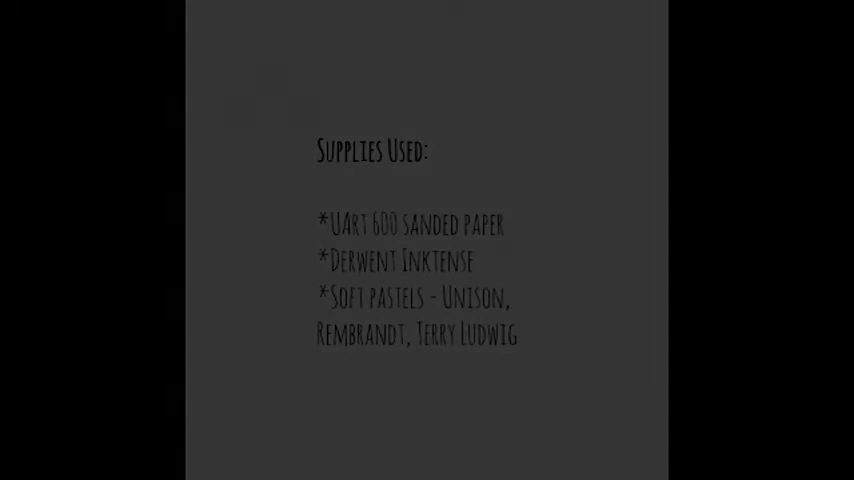 Supplies Used:
*UArt 600 sanded paper
*Derwent Inktense
*Soft pastels - Unison,
Rembrandt, Terry Ludwig